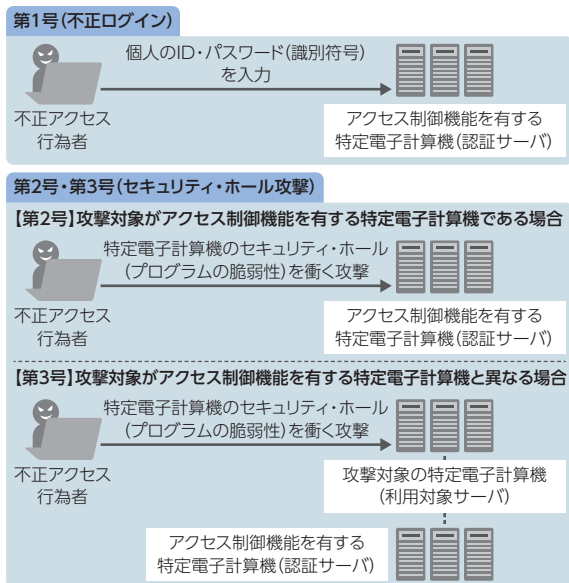 第1号(不正ログイン)
個人のID・パスワード(識別符号)
を入力
不正アクセス
行為者
アクセス制御機能を有する
特定電子計算機(認証サーバ)
第2号・第3号(セキュリティ・ホール攻撃)
【第2号】攻撃対象がアクセス制御機能を有する特定電子計算機である場合
特定電子計算機のセキュリティ・ホール
(プログラムの脆弱性)を衝く攻撃
不正アクセス
行為者
アクセス制御機能を有する
特定電子計算機(認証サーバ)
【第3号】攻撃対象がアクセス制御機能を有する特定電子計算機と異なる場合
特定電子計算機のセキュリティ・ホール
(プログラムの脆弱性)を衝く攻撃
不正アクセス
行為者
攻撃対象の特定電子計算機
(利用対象サーバ)
アクセス制御機能を有する
特定電子計算機(認証サーバ)